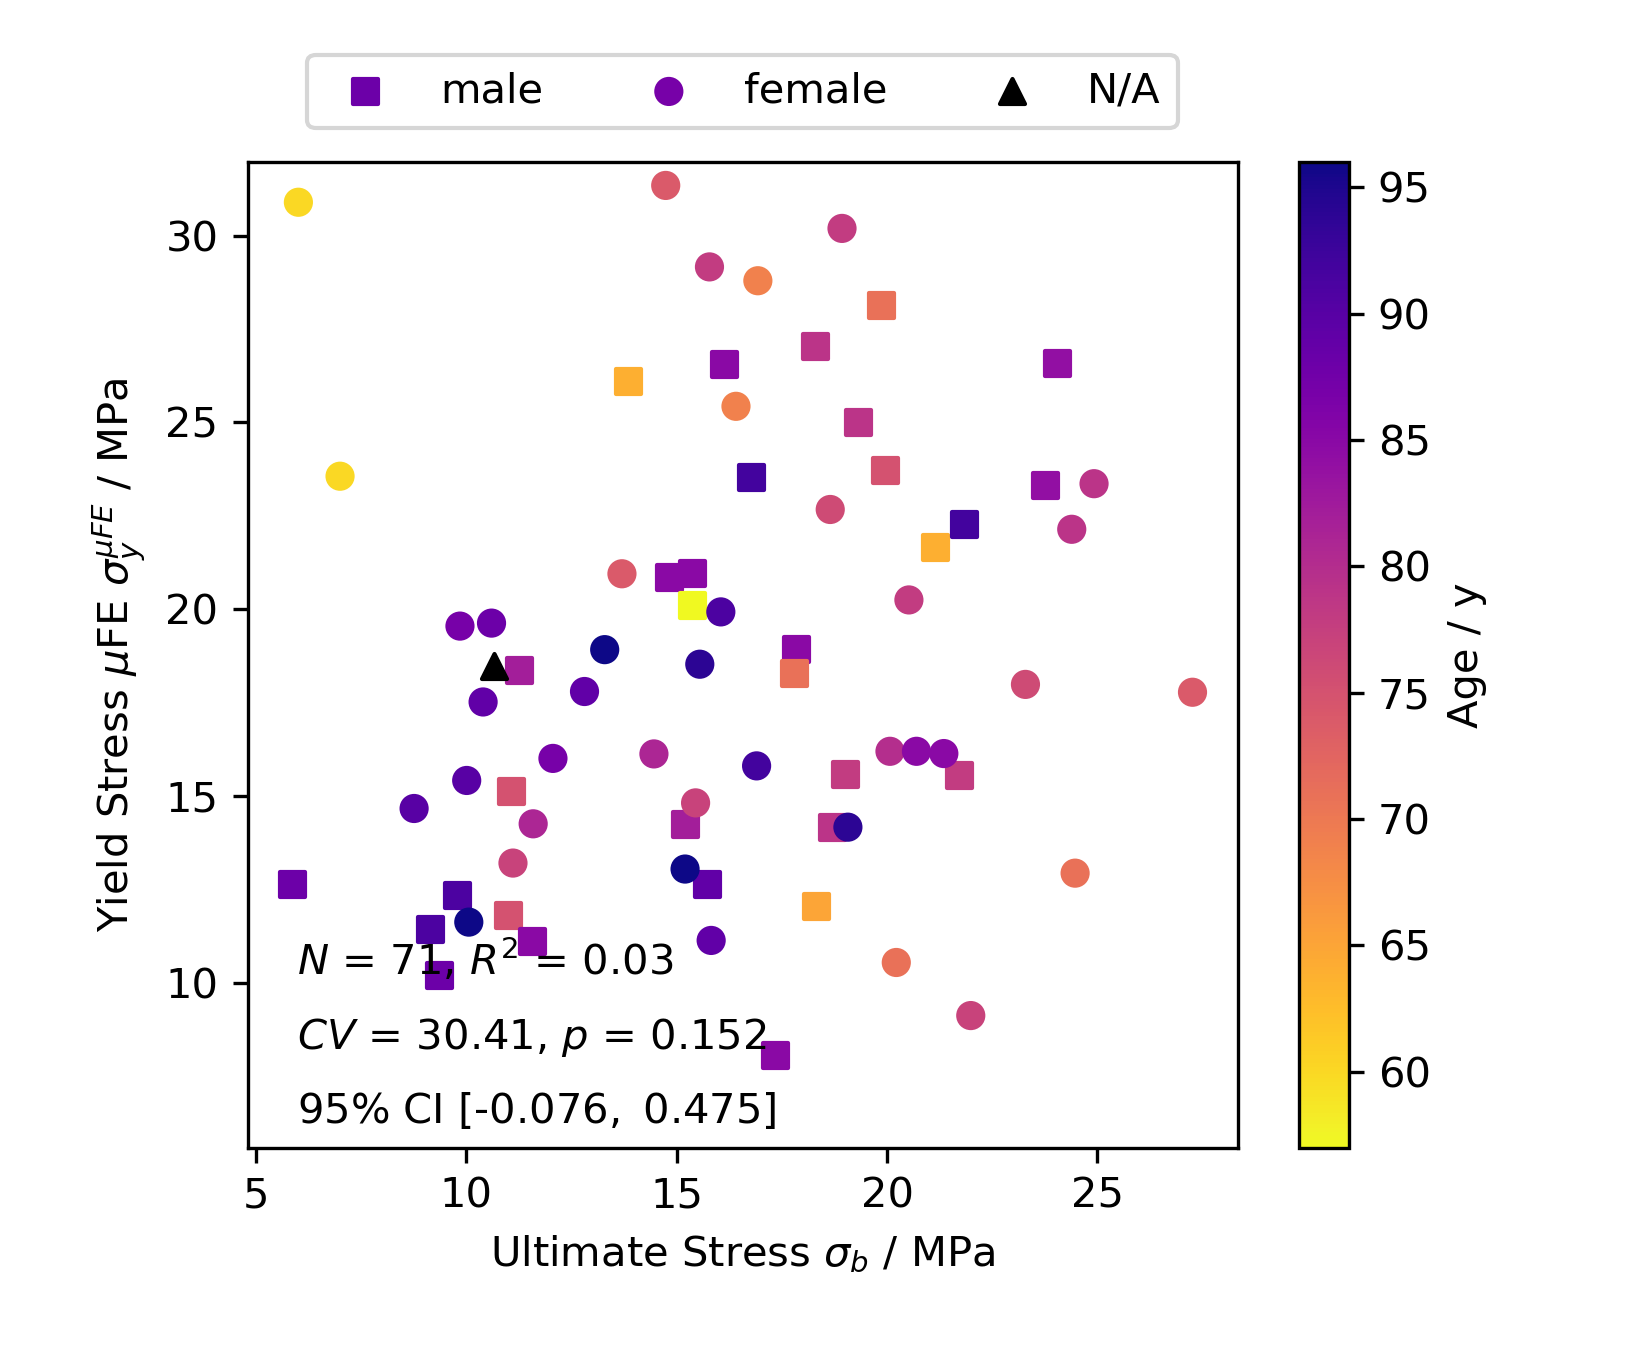 male female N/A
30
25
20
15
10
Yield Stress μFE σ_y^μFE / MPa
N = 71, R² = 0.03
CV = 30.41, p = 0.152
95% CI [-0.076, 0.475]
5 10 15 20 25
Ultimate Stress σ_b / MPa
95
90
85
80
75
70
65
60
Age / y